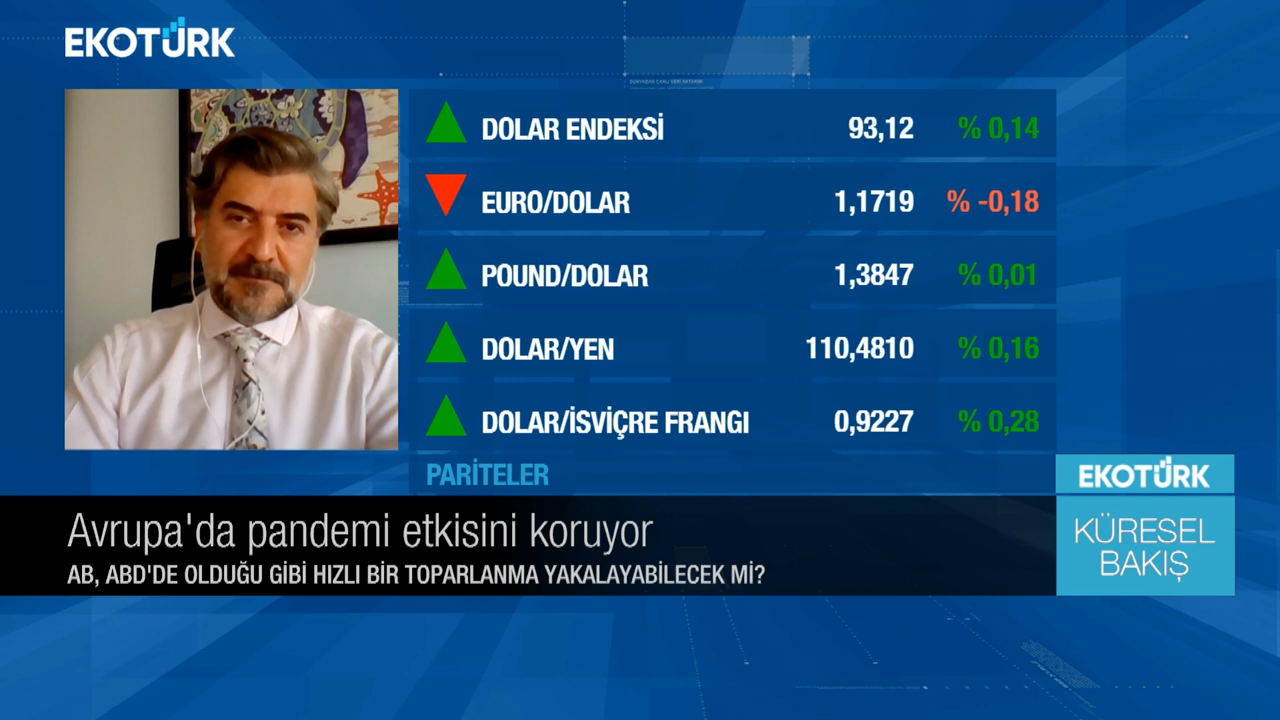 EKOTÜRK
DOLAR ENDEKSİ 93,12 % 0,14
EURO/DOLAR 1,1719 % -0,18
POUND/DOLAR 1,3847 % 0,01
DOLAR/YEN 110,4810 % 0,16
DOLAR/İSVİÇRE FRANGI 0,9227 % 0,28
PARİTELER
EKOTÜRK
KÜRESEL
BAKIŞ
Avrupa'da pandemi etkisini koruyor
AB, ABD'DE OLDUĞU GİBİ HIZLI BİR TOPARLANMA YAKALAYABİLECEK Mİ?